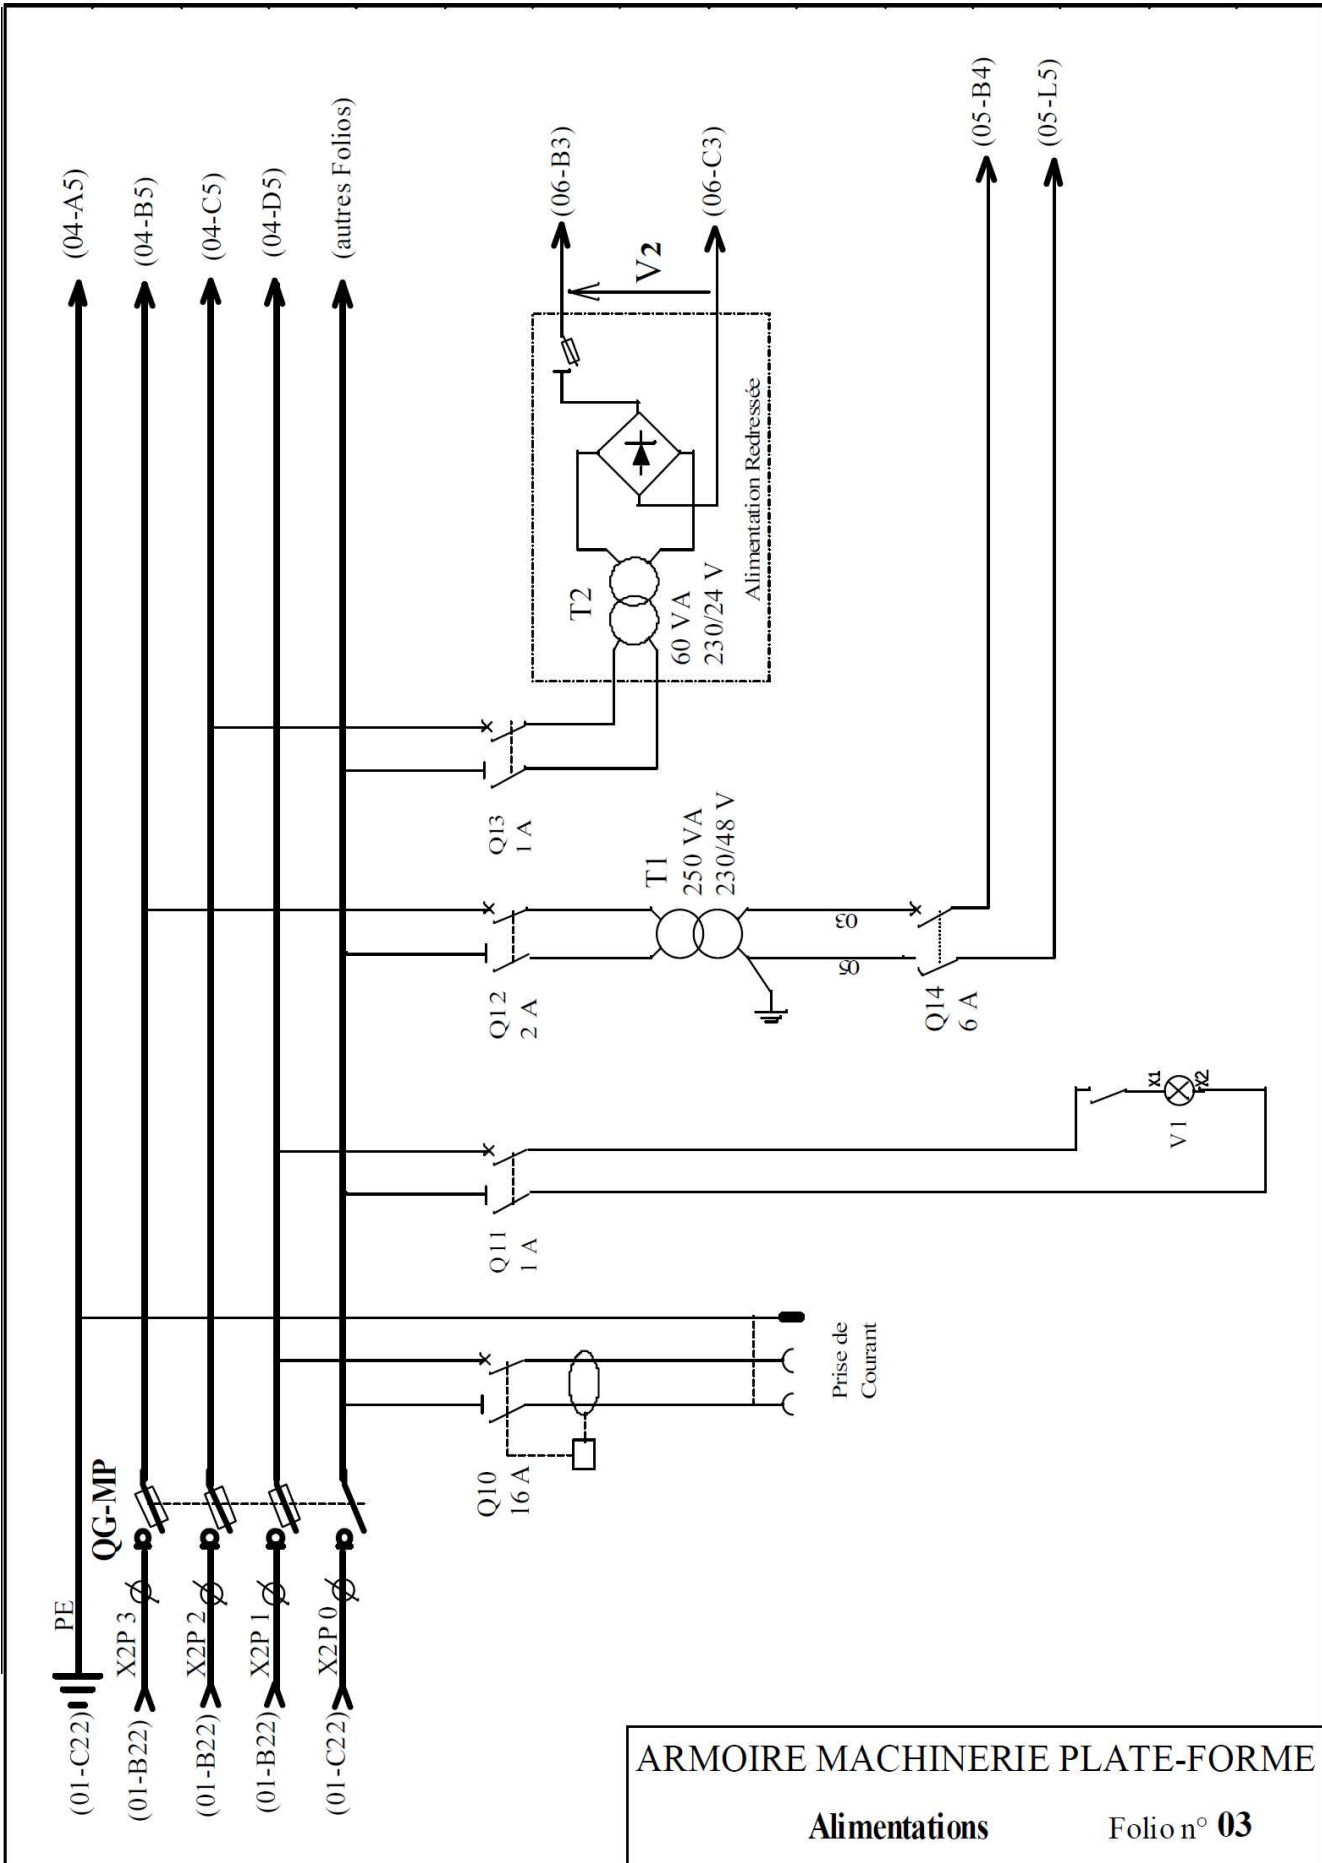 (04-A5)
(04-B5)
(04-C5)
(04-D5)
(autres Folios)
(06-B3)
(06-C3)
(05-B4)
(05-L5)
V2
Alimentation Redressée
T2
60 VA
230/24 V
Q13
1 A
T1
250 VA
230/48 V
Q12
2 A
03
05
Q14
6 A
Q11
1 A
X1
X2
V1
Q10
16 A
Prise de
Courant
QG-MP
PE
X2P 3
X2P 2
X2P 1
X2P 0
(01-C22)
(01-B22)
(01-B22)
(01-B22)
(01-C22)
ARMOIRE MACHINERIE PLATE-FORME
Alimentations Folio n° 03